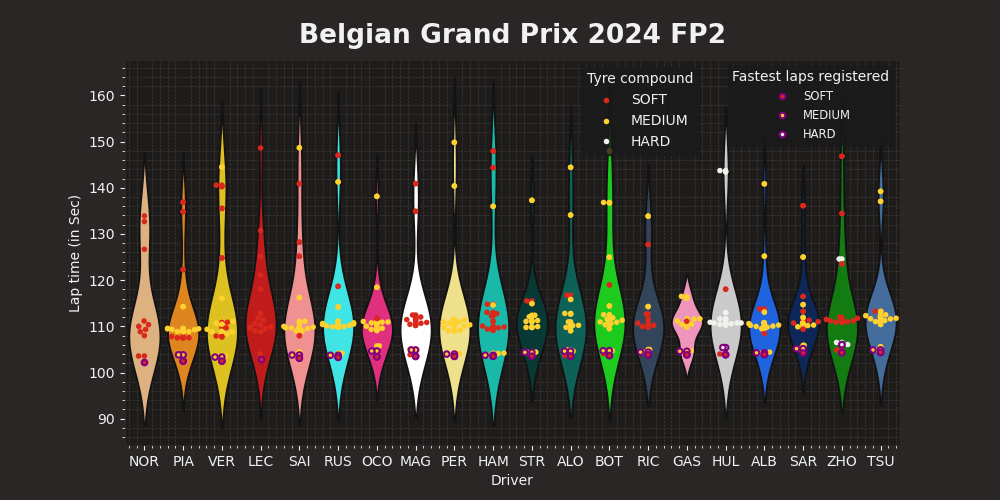 Belgian Grand Prix 2024 FP2
Tyre compound
SOFT
MEDIUM
HARD
Fastest laps registered
SOFT
MEDIUM
HARD
Lap time (in Sec)
160
150
140
130
120
110
100
90
NOR PIA VER LEC SAI RUS OCO MAG PER HAM STR ALO BOT RIC GAS HUL ALB SAR ZHO TSU
Driver